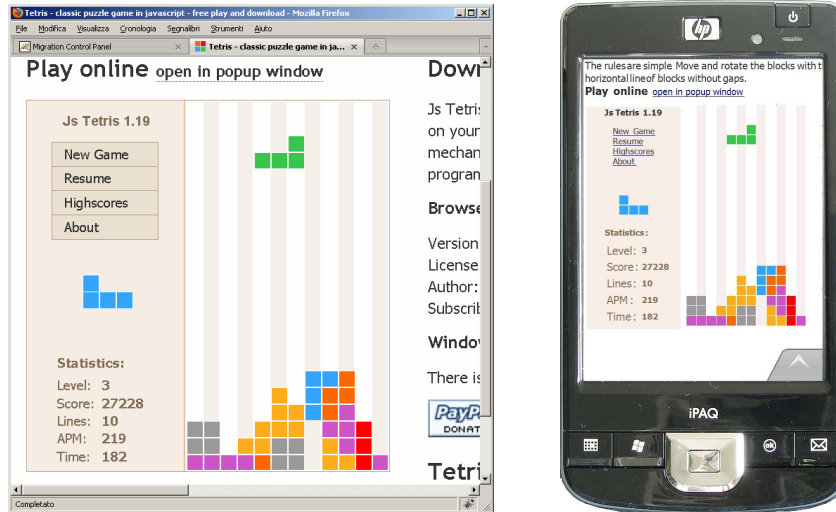 Tetris - classic puzzle game in javascript - free play and download - Mozilla Firefox
File Modifica Visualizza Cronologia Segnalibri Strumenti Aiuto
Migration Control Panel
Tetris - classic puzzle game in ja...
Play online open in popup window
Js Tetris 1.19
New Game
Resume
Highscores
About
Statistics:
Level: 3
Score: 27228
Lines: 10
APM: 219
Time: 182
Dow
Js Tetri
on your
mechan
progran
Browse
Version
License
Author:
Subscrib
Windo
There is
PayP
DONAT
Tetri
Completato
hp
The rules are simple. Move and rotate the blocks with t
horizontal line of blocks without gaps.
Play online open in popup window
Js Tetris 1.19
New Game
Resume
Highscores
About
Statistics:
Level: 3
Score: 27228
Lines: 10
APM: 219
Time: 182
iPAQ
ok